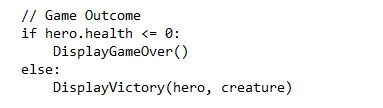 // Game Outcome
if hero.health <= 0:
    DisplayGameOver()
else:
    DisplayVictory(hero, creature)